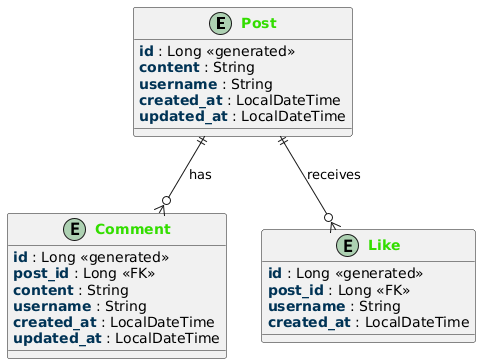 E Post
id : Long «generated»
content : String
username : String
created_at : LocalDateTime
updated_at : LocalDateTime
has
receives
E Comment
id : Long «generated»
post_id : Long «FK»
content : String
username : String
created_at : LocalDateTime
updated_at : LocalDateTime
E Like
id : Long «generated»
post_id : Long «FK»
username : String
created_at : LocalDateTime